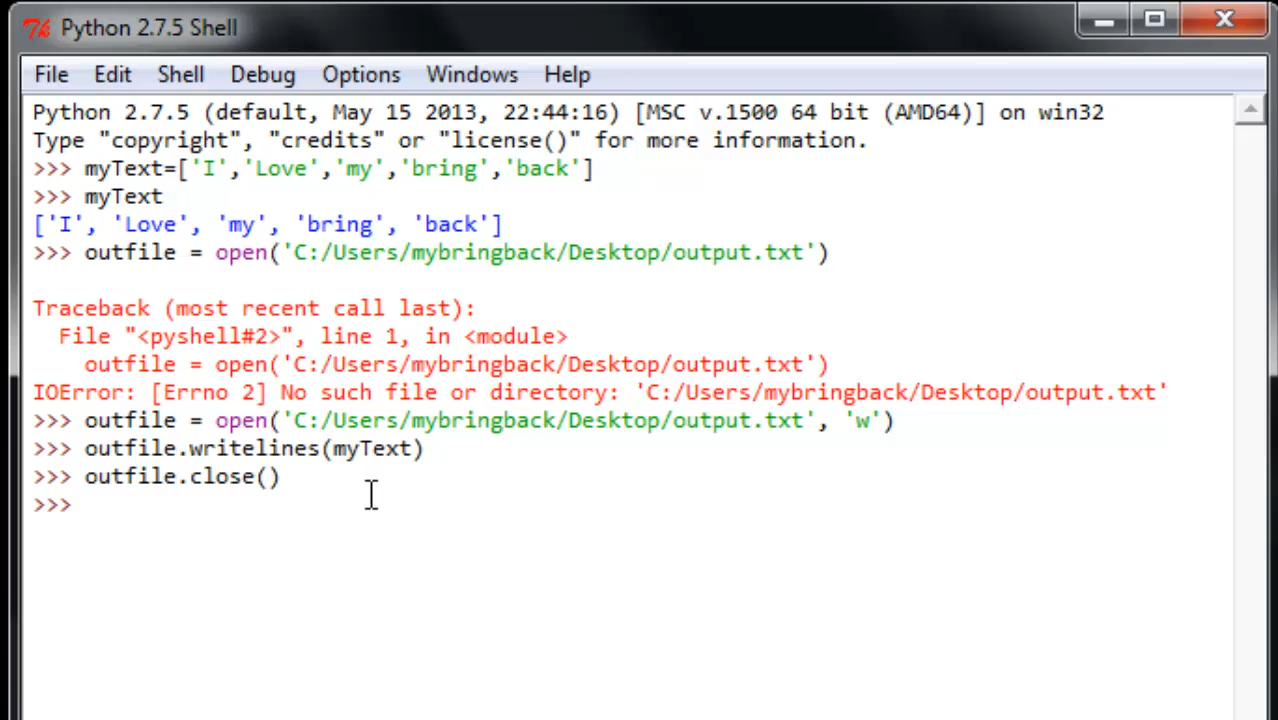 Python 2.7.5 Shell
File Edit Shell Debug Options Windows Help
Python 2.7.5 (default, May 15 2013, 22:44:16) [MSC v.1500 64 bit (AMD64)] on win32
Type "copyright", "credits" or "license()" for more information.
>>> myText=['I','Love','my','bring','back']
>>> myText
['I', 'Love', 'my', 'bring', 'back']
>>> outfile = open('C:/Users/mybringback/Desktop/output.txt')
Traceback (most recent call last):
  File "<pyshell#2>", line 1, in <module>
    outfile = open('C:/Users/mybringback/Desktop/output.txt')
IOError: [Errno 2] No such file or directory: 'C:/Users/mybringback/Desktop/output.txt'
>>> outfile = open('C:/Users/mybringback/Desktop/output.txt', 'w')
>>> outfile.writelines(myText)
>>> outfile.close()
>>>